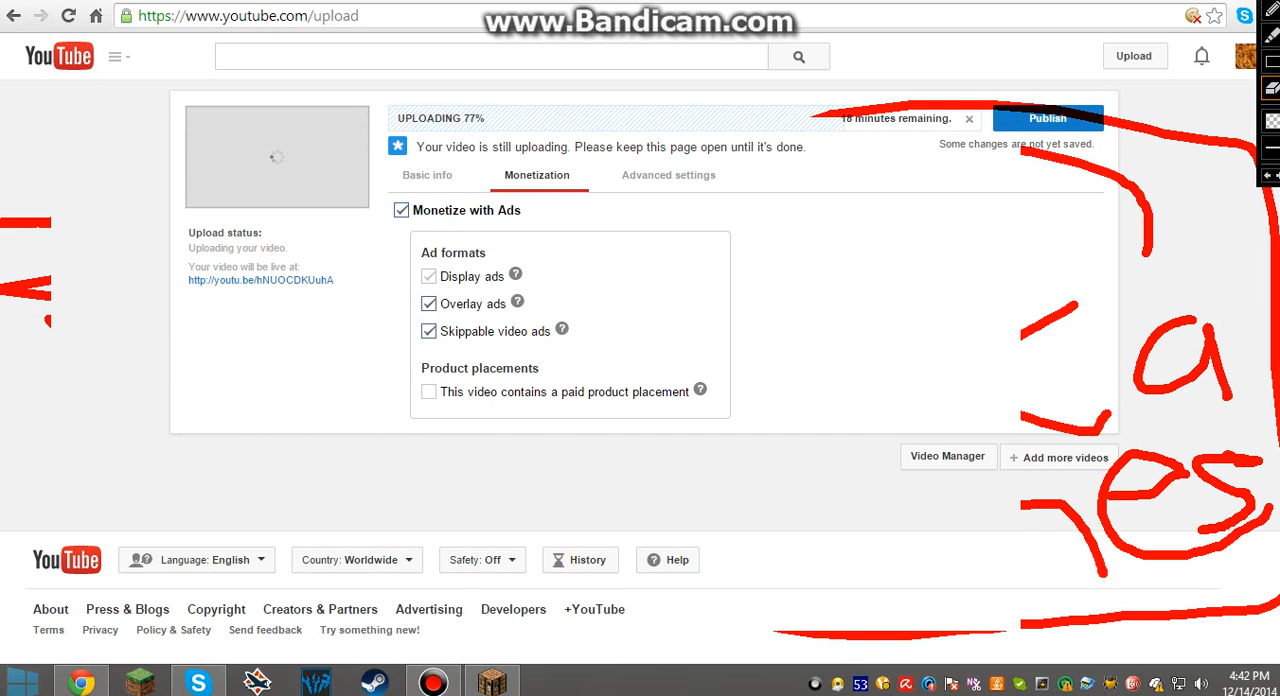 https://www.youtube.com/upload
www.Bandicam.com
YouTube
Upload
UPLOADING 77%
18 minutes remaining.
Publish
Your video is still uploading. Please keep this page open until it's done.
Some changes are not yet saved.
Basic info
Monetization
Advanced settings
Monetize with Ads
Upload status:
Uploading your video.
Your video will be live at:
http://youtu.be/hNUOCDKUuhA
Ad formats
Display ads
Overlay ads
Skippable video ads
Product placements
This video contains a paid product placement
a
es
Video Manager
+ Add more videos
YouTube
Language: English
Country: Worldwide
Safety: Off
History
Help
About Press & Blogs Copyright Creators & Partners Advertising Developers +YouTube
Terms Privacy Policy & Safety Send feedback Try something new!
53
4:42 PM